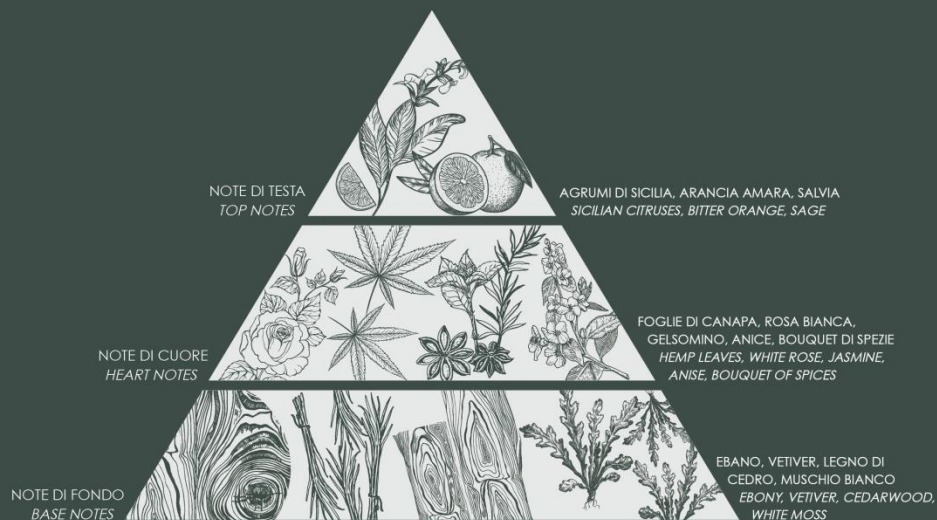 NOTE DI TESTA
TOP NOTES
AGRUMI DI SICILIA, ARANCIA AMARA, SALVIA
SICILIAN CITRUSES, BITTER ORANGE, SAGE
NOTE DI CUORE
HEART NOTES
FOGLIE DI CANAPA, ROSA BIANCA,
GELSOMINO, ANICE, BOUQUET DI SPEZIE
HEMP LEAVES, WHITE ROSE, JASMINE,
ANISE, BOUQUET OF SPICES
NOTE DI FONDO
BASE NOTES
EBANO, VETIVER, LEGNO DI
CEDRO, MUSCHIO BIANCO
EBONY, VETIVER, CEDARWOOD,
WHITE MOSS